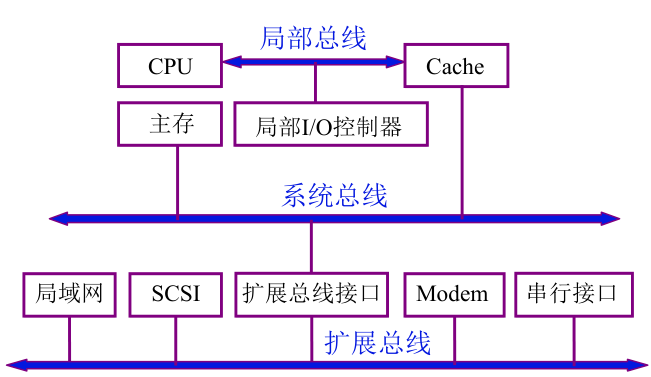 局部总线
CPU
Cache
主存
局部I/O控制器
系统总线
局域网
SCSI
扩展总线接口
Modem
串行接口
扩展总线